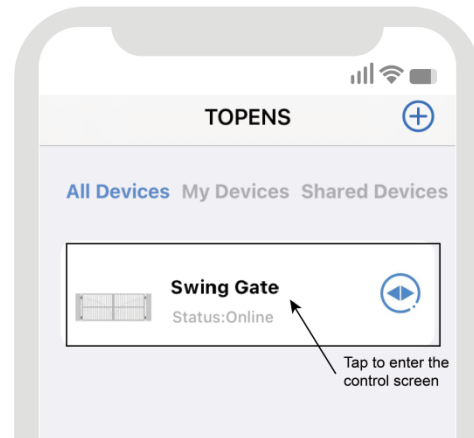 TOPENS
All Devices My Devices Shared Devices
Swing Gate
Status:Online
Tap to enter the
control screen